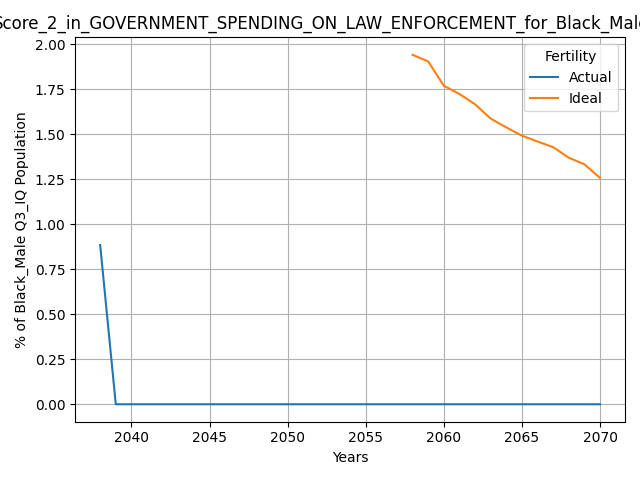 Score_2_in_GOVERNMENT_SPENDING_ON_LAW_ENFORCEMENT_for_Black_Male
Fertility
Actual
Ideal
2.00
1.75
1.50
1.25
1.00
0.75
0.50
0.25
0.00
% of Black_Male Q3_IQ Population
2040
2045
2050
2055
2060
2065
2070
Years